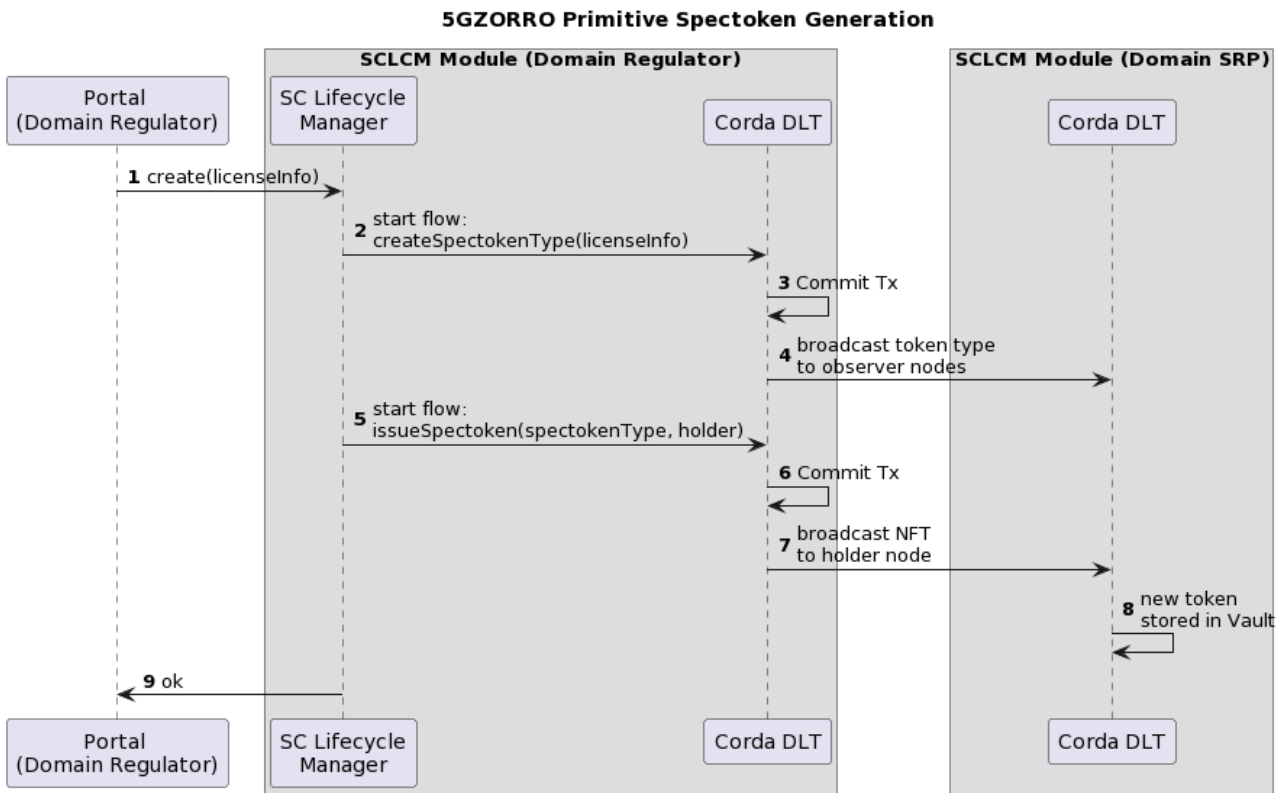 5GZORRO Primitive Spectoken Generation
SCLCM Module (Domain Regulator)
SCLCM Module (Domain SRP)
Portal
(Domain Regulator)
SC Lifecycle
Manager
Corda DLT
Corda DLT
1 create(licenseInfo)
2 start flow:
createSpectokenType(licenseInfo)
3 Commit Tx
4 broadcast token type
to observer nodes
5 start flow:
issueSpectoken(spectokenType, holder)
6 Commit Tx
7 broadcast NFT
to holder node
8 new token
stored in Vault
9 ok
Portal
(Domain Regulator)
SC Lifecycle
Manager
Corda DLT
Corda DLT